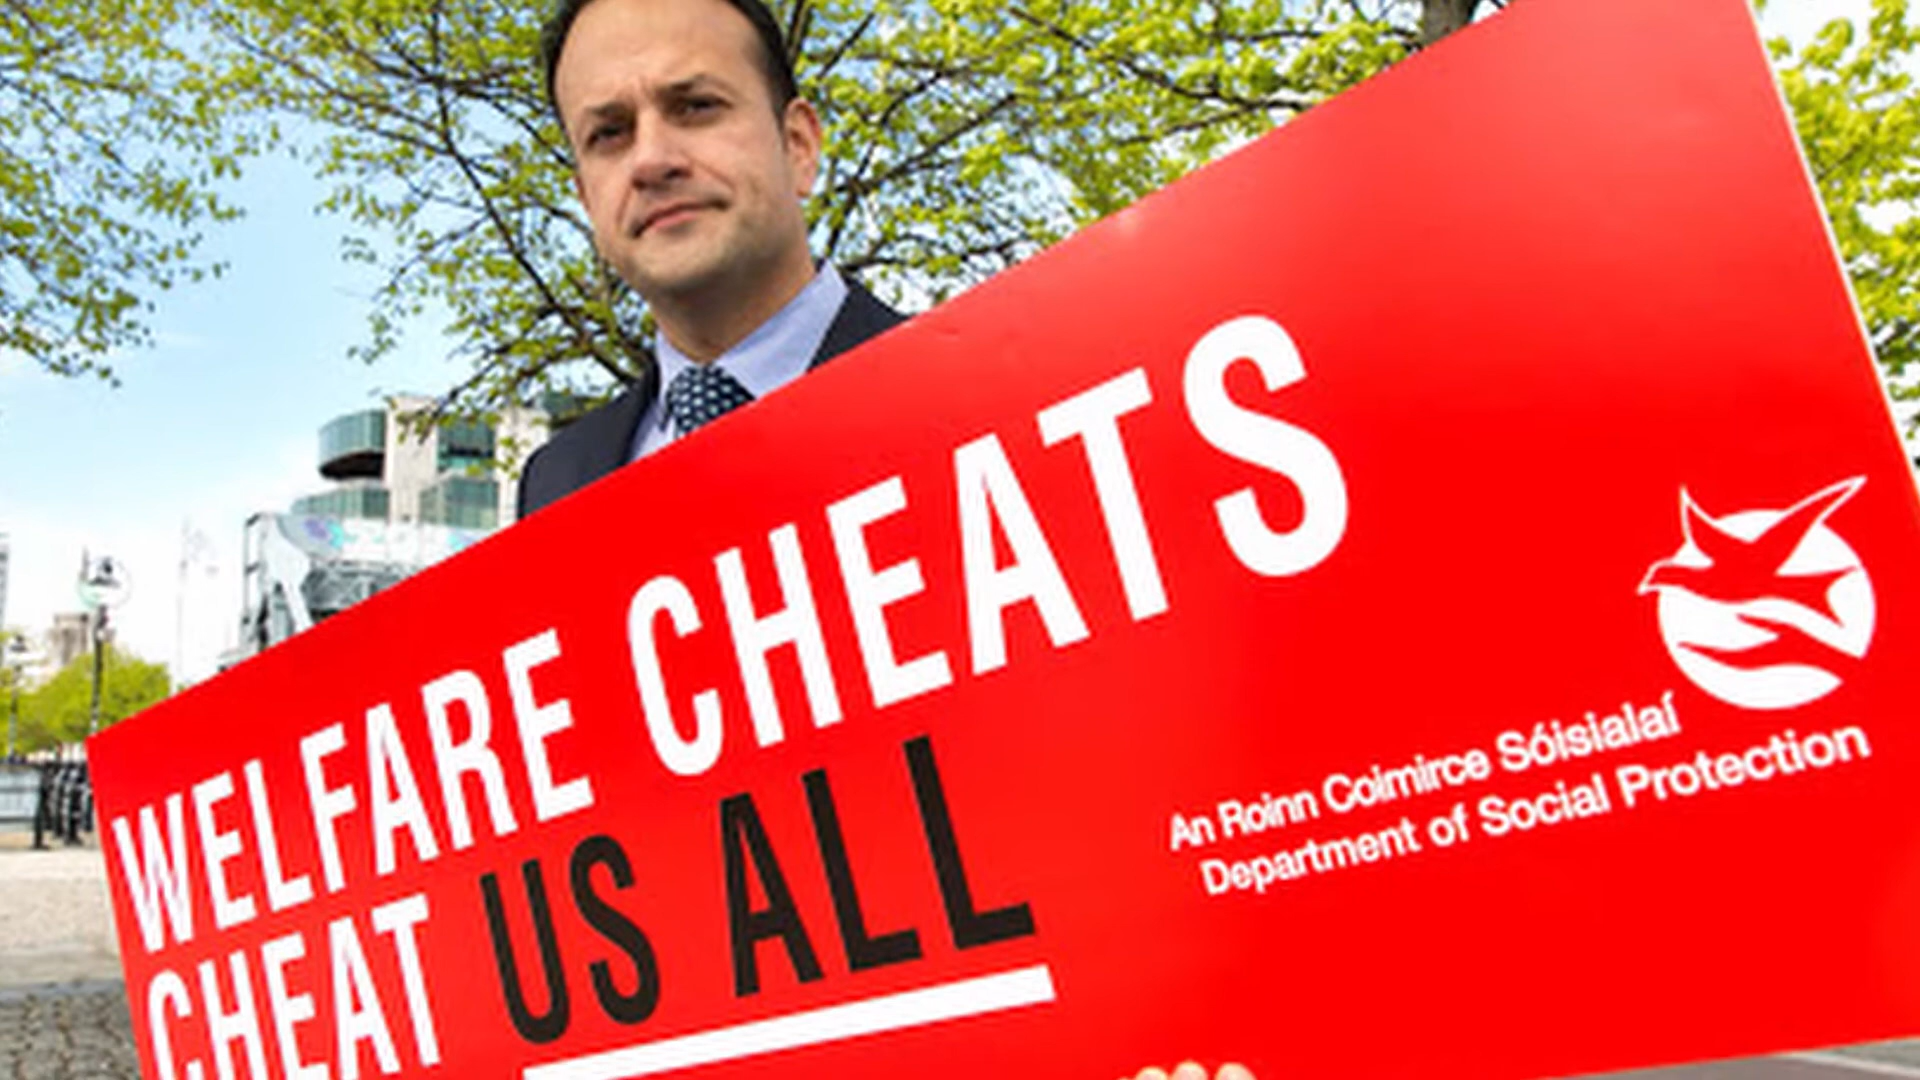 WELFARE CHEATS
CHEAT US ALL
An Roinn Coimirce Sóisialaí
Department of Social Protection